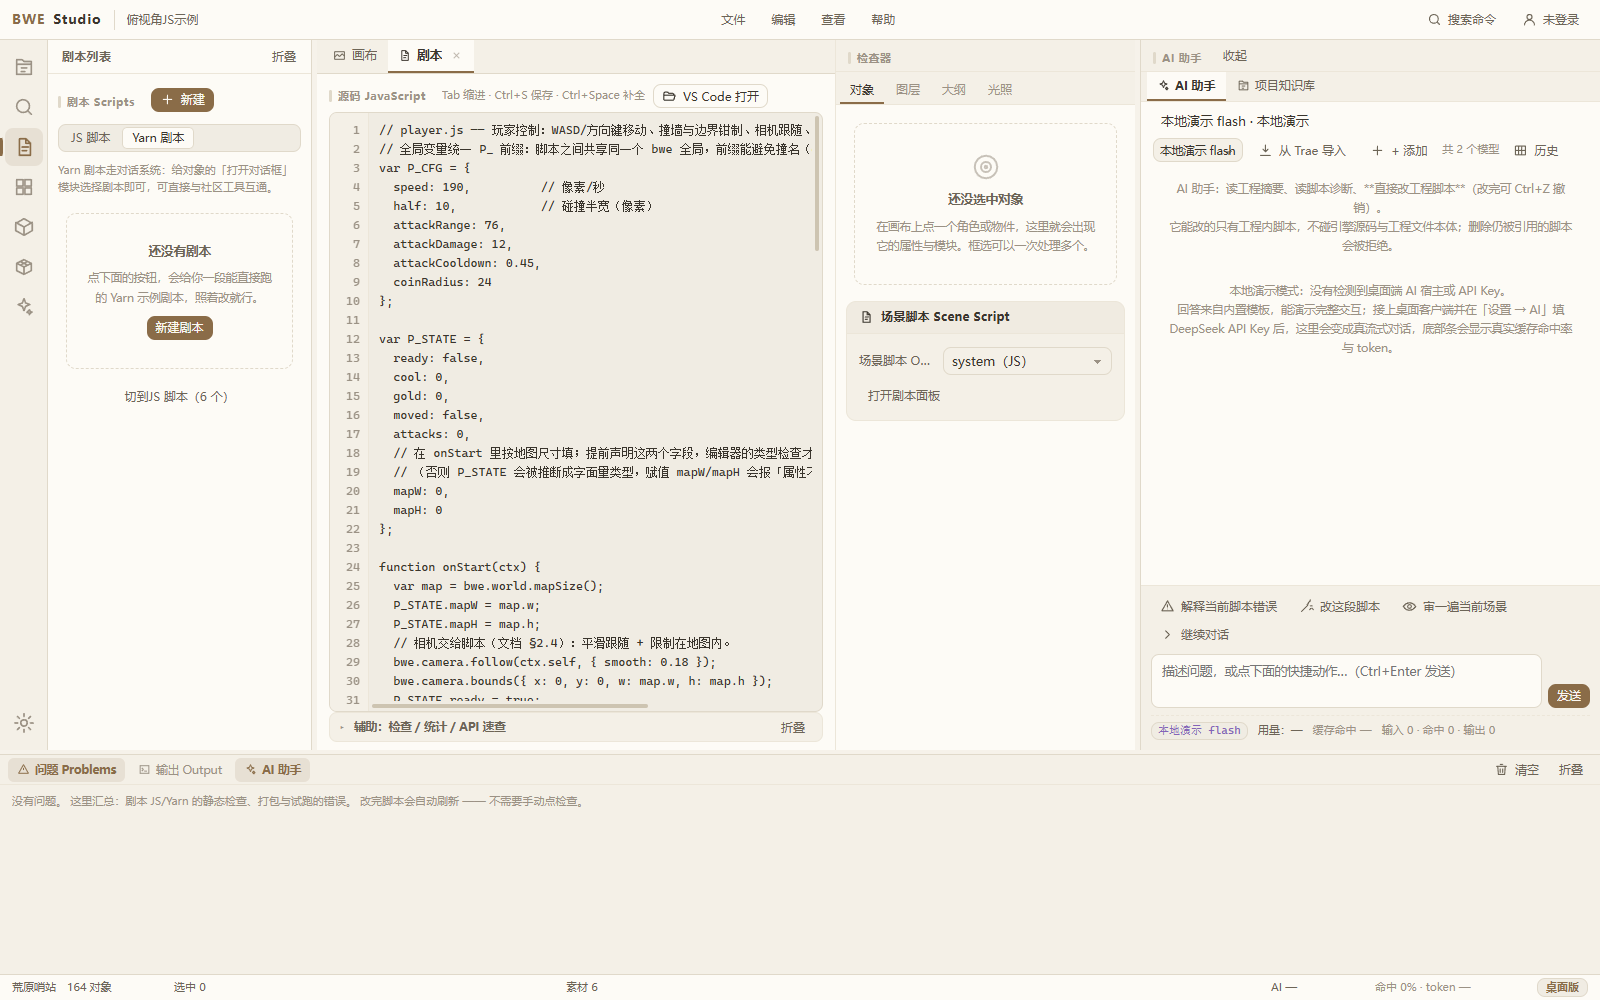 BWE Studio
俯视角JS示例
文件
编辑
查看
帮助
搜索命令
未登录
剧本列表
折叠
剧本 Scripts
新建
JS 脚本
Yarn 剧本
Yarn 剧本走对话系统：给对象的「打开对话框」
模块选择剧本即可，可直接与社区工具互通。
还没有剧本
点下面的按钮，会给你一段能直接跑
的 Yarn 示例剧本，照着改就行。
新建剧本
切到JS 脚本（6 个）
画布
剧本 ×
源码 JavaScript
Tab 缩进 · Ctrl+S 保存 · Ctrl+Space 补全
VS Code 打开
1 // player.js —— 玩家控制：WASD/方向键移动、撞墙与边界钳制、相机跟随、
2 // 全局变量统一 P_ 前缀：脚本之间共享同一个 bwe 全局，前缀能避免撞名（
3 var P_CFG = {
4 speed: 190, // 像素/秒
5 half: 10, // 碰撞半宽（像素）
6 attackRange: 76,
7 attackDamage: 12,
8 attackCooldown: 0.45,
9 coinRadius: 24
10 };
11
12 var P_STATE = {
13 ready: false,
14 cool: 0,
15 gold: 0,
16 moved: false,
17 attacks: 0,
18 // 在 onStart 里按地图尺寸填；提前声明这两个字段，编辑器的类型检查才
19 // （否则 P_STATE 会被推断成字面量类型，赋值 mapW/mapH 会报「属性不
20 mapW: 0,
21 mapH: 0
22 };
23
24 function onStart(ctx) {
25 var map = bwe.world.mapSize();
26 P_STATE.mapW = map.w;
27 P_STATE.mapH = map.h;
28 // 相机交给脚本（文档 §2.4）：平滑跟随 + 限制在地图内。
29 bwe.camera.follow(ctx.self, { smooth: 0.18 });
30 bwe.camera.bounds({ x: 0, y: 0, w: map.w, h: map.h });
31 P_STATE.ready = true;
辅助：检查 / 统计 / API 速查
折叠
检查器
对象
图层
大纲
光照
还没选中对象
在画布上点一个角色或物件，这里就会出现
它的属性与模块。框选可以一次处理多个。
场景脚本 Scene Script
场景脚本 O...
system（JS）
打开剧本面板
AI 助手
收起
AI 助手
项目知识库
本地演示 flash · 本地演示
本地演示 flash
从 Trae 导入
+ 添加
共 2 个模型
历史
AI 助手：读工程摘要、读脚本诊断、**直接改工程脚本**（改完可 Ctrl+Z 撤
销）。
它能改的只有工程内脚本，不碰引擎源码与工程文件本体；删除仍被引用的脚本
会被拒绝。
本地演示模式：没有检测到桌面端 AI 宿主或 API Key。
回答来自内置模板，能演示完整交互；接上桌面客户端并在「设置 → AI」填
DeepSeek API Key 后，这里会变成真流式对话，底部条会显示真实缓存命中率
与 token。
解释当前脚本错误
改这段脚本
审一遍当前场景
继续对话
描述问题，或点下面的快捷动作...（Ctrl+Enter 发送）
发送
本地演示 flash
用量：—
缓存命中 —
输入 0 · 命中 0 · 输出 0
问题 Problems
输出 Output
AI 助手
清空
折叠
没有问题。 这里汇总：剧本 JS/Yarn 的静态检查、打包与试跑的错误。 改完脚本会自动刷新 —— 不需要手动点检查。
荒原哨站
164 对象
选中 0
素材 6
AI —
命中 0% · token —
桌面版